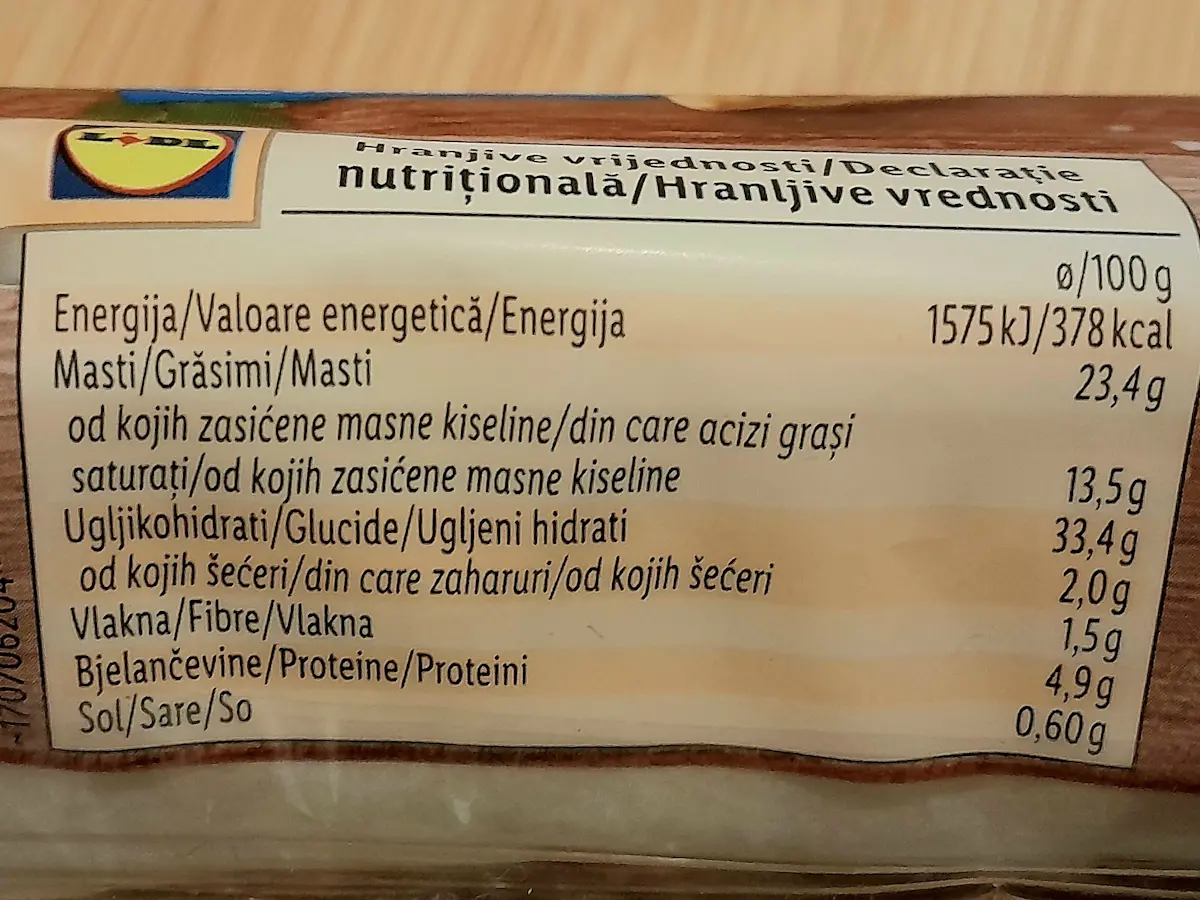 LIDL
Hranjive vrijednosti/Declarație
nutrițională/Hranljive vrednosti
ø/100 g
Energija/Valoare energetică/Energija 1575 kJ/378 kcal
Masti/Grăsimi/Masti 23,4 g
od kojih zasićene masne kiseline/din care acizi grași
saturați/od kojih zasićene masne kiseline 13,5 g
Ugljikohidrati/Glucide/Ugljeni hidrati 33,4 g
od kojih šećeri/din care zaharuri/od kojih šećeri 2,0 g
Vlakna/Fibre/Vlakna 1,5 g
Bjelančevine/Proteine/Proteini 4,9 g
Sol/Sare/So 0,60 g